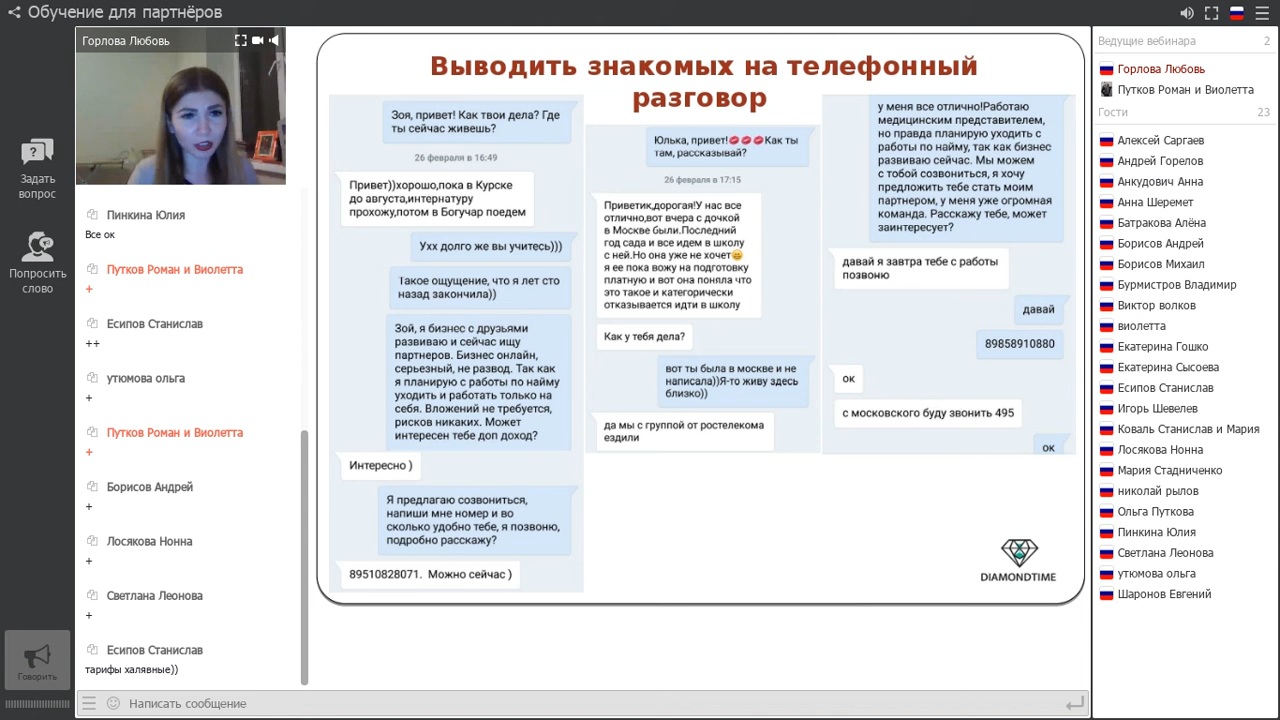 Обучение для партнёров
Горлова Любовь
Задать
вопрос
Попросить
слово
Говорить
Пинкина Юлия
Все ок
Путков Роман и Виолетта
+
Есипов Станислав
++
утюмова ольга
+
Путков Роман и Виолетта
+
Борисов Андрей
+
Лосякова Нонна
+
Светлана Леонова
+
Есипов Станислав
тарифы халявные))
Написать сообщение
Выводить знакомых на телефонный
разговор
Зоя, привет! Как твои дела? Где
ты сейчас живешь?
26 февраля в 16:49
Привет))хорошо,пока в Курске
до августа,интернатуру
прохожу,потом в Богучар поедем
Ухх долго же вы учитесь)))
Такое ощущение, что я лет сто
назад закончила))
Зой, я бизнес с друзьями
развиваю и сейчас ищу
партнеров. Бизнес онлайн,
серьезный, не развод. Так как
я планирую с работы по найму
уходить и работать только на
себя. Вложений не требуется,
рисков никаких. Может
интересен тебе доп доход?
Интересно )
Я предлагаю созвониться,
напиши мне номер и во
сколько удобно тебе, я позвоню,
подробно расскажу?
89510828071. Можно сейчас )
Юлька, привет!💋💋💋Как ты
там, рассказывай?
26 февраля в 17:15
Приветик,дорогая!У нас все
отлично,вот вчера с дочкой
в Москве были.Последний
год сада и все идем в школу
с ней.Но она уже не хочет😄
я ее пока вожу на подготовку
платную и вот она поняла что
это такое и категорически
отказывается идти в школу
Как у тебя дела?
вот ты была в москве и не
написала))Я-то живу здесь
близко))
да мы с группой от ростелекома
ездили
у меня все отлично!Работаю
медицинским представителем,
но правда планирую уходить с
работы по найму, так как бизнес
развиваю сейчас. Мы можем
с тобой созвониться, я хочу
предложить тебе стать моим
партнером, у меня уже огромная
команда. Расскажу тебе, может
заинтересует?
давай я завтра тебе с работы
позвоню
давай
89858910880
ок
с московского буду звонить 495
ок
DIAMONDTIME
Ведущие вебинара 2
Горлова Любовь
Путков Роман и Виолетта
Гости 23
Алексей Саргаев
Андрей Горелов
Анкудович Анна
Анна Шеремет
Батракова Алёна
Борисов Андрей
Борисов Михаил
Бурмистров Владимир
Виктор волков
виолетта
Екатерина Гошко
Екатерина Сысоева
Есипов Станислав
Игорь Шевелев
Коваль Станислав и Мария
Лосякова Нонна
Мария Стадниченко
николай рылов
Ольга Путкова
Пинкина Юлия
Светлана Леонова
утюмова ольга
Шаронов Евгений